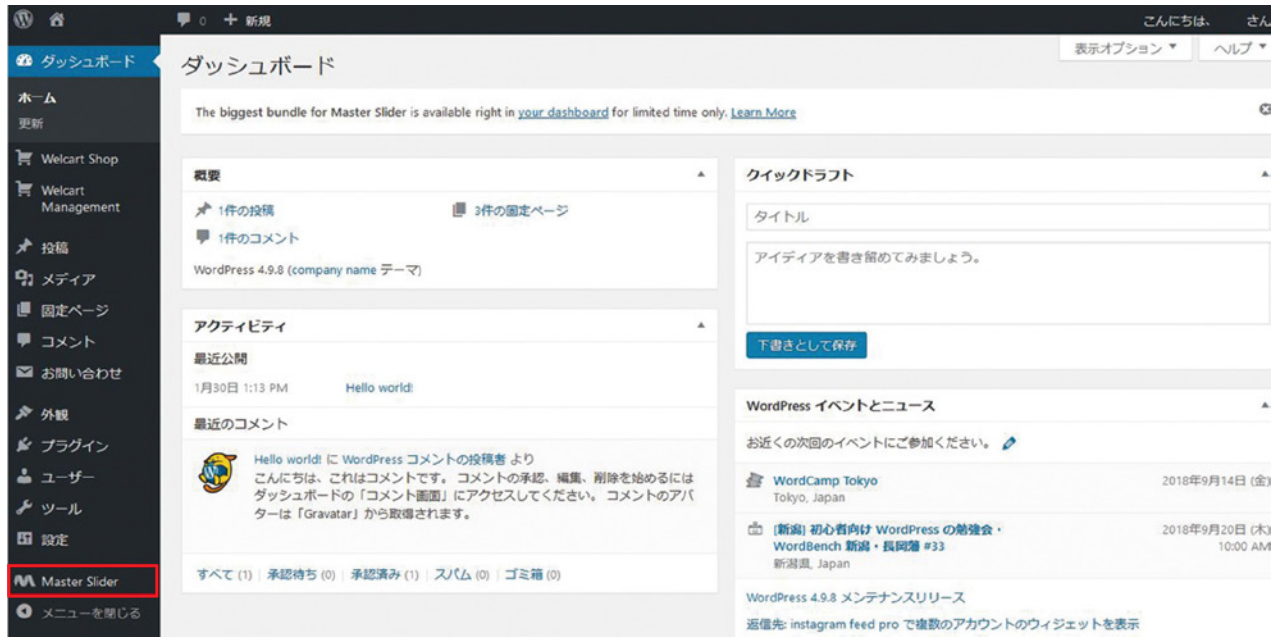 0 新規 こんにちは、 さん
ダッシュボード
ホーム
更新
Welcart Shop
Welcart
Management
投稿
メディア
固定ページ
コメント
お問い合わせ
外観
プラグイン
ユーザー
ツール
設定
Master Slider
メニューを閉じる
表示オプション ヘルプ
ダッシュボード
The biggest bundle for Master Slider is available right in your dashboard for limited time only. Learn More
概要
1件の投稿 3件の固定ページ
1件のコメント
WordPress 4.9.8 (company name テーマ)
アクティビティ
最近公開
1月30日 1:13 PM Hello world!
最近のコメント
Hello world! に WordPress コメントの投稿者 より
こんにちは、これはコメントです。 コメントの承認、編集、削除を始めるには
ダッシュボードの「コメント画面」にアクセスしてください。 コメントのアバ
ターは「Gravatar」から取得されます。
すべて (1) | 承認待ち (0) | 承認済み (1) | スパム (0) | ゴミ箱 (0)
クイックドラフト
タイトル
アイディアを書き留めてみましょう。
下書きとして保存
WordPress イベントとニュース
お近くの次回のイベントにご参加ください。
WordCamp Tokyo 2018年9月14日 (金)
Tokyo, Japan
[新潟] 初心者向け WordPress の勉強会・ 2018年9月20日 (木)
WordBench 新潟・長岡藩 #33 10:00 AM
新潟県, Japan
WordPress 4.9.8 メンテナンスリリース
返信先: instagram feed pro で複数のアカウントのウィジェットを表示